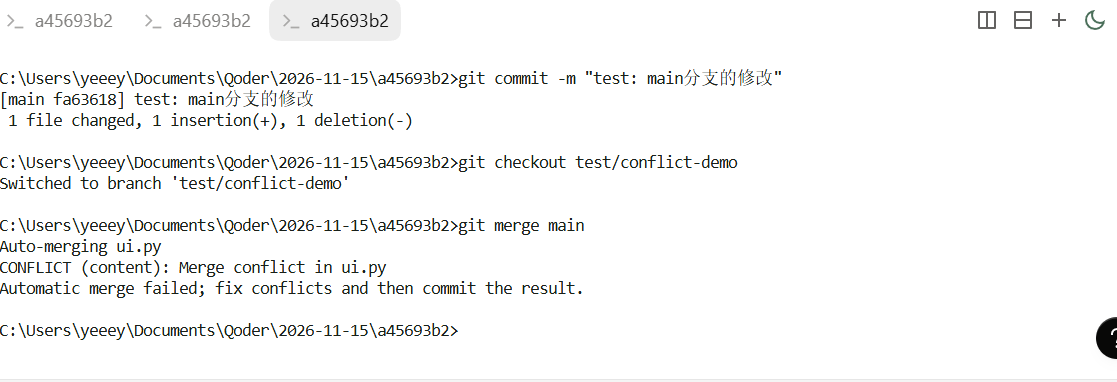 >_ a45693b2 >_ a45693b2 >_ a45693b2
C:\Users\yeeey\Documents\Qoder\2026-11-15\a45693b2>git commit -m "test: main分支的修改"
[main fa63618] test: main分支的修改
 1 file changed, 1 insertion(+), 1 deletion(-)
C:\Users\yeeey\Documents\Qoder\2026-11-15\a45693b2>git checkout test/conflict-demo
Switched to branch 'test/conflict-demo'
C:\Users\yeeey\Documents\Qoder\2026-11-15\a45693b2>git merge main
Auto-merging ui.py
CONFLICT (content): Merge conflict in ui.py
Automatic merge failed; fix conflicts and then commit the result.
C:\Users\yeeey\Documents\Qoder\2026-11-15\a45693b2>
?